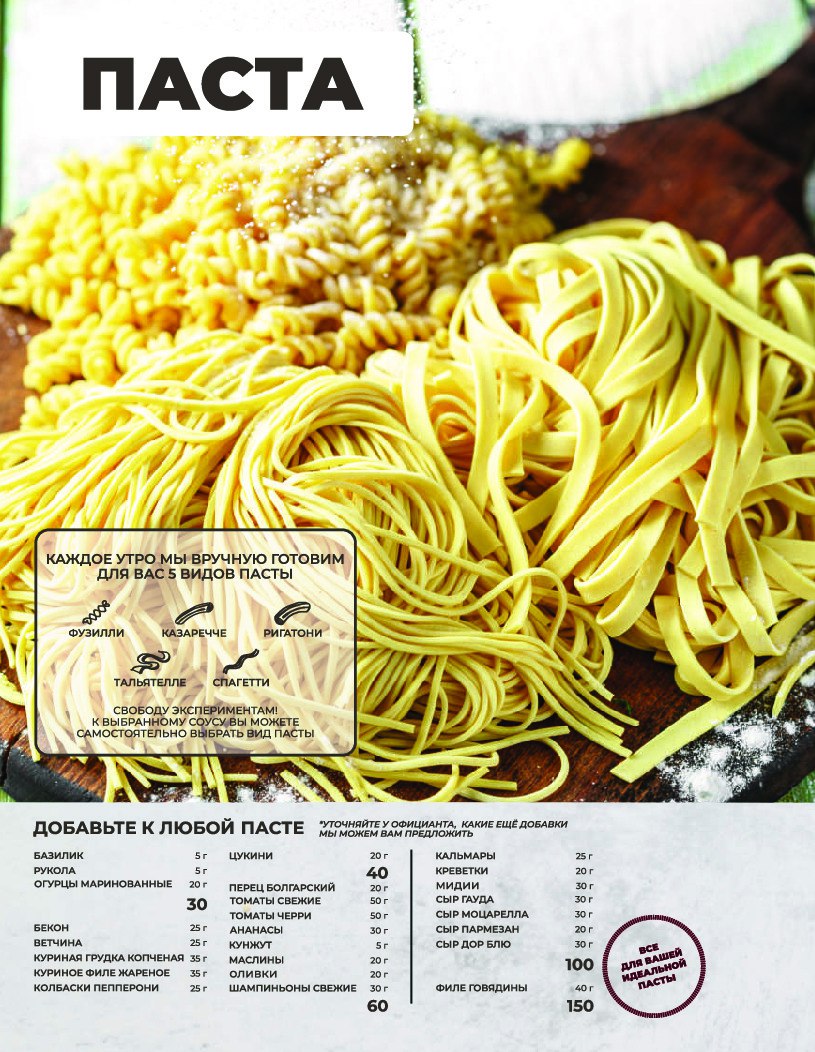 ПАСТА
КАЖДОЕ УТРО МЫ ВРУЧНУЮ ГОТОВИМ
ДЛЯ ВАС 5 ВИДОВ ПАСТЫ
ФУЗИЛЛИ
КАЗАРЕЧЧЕ
РИГАТОНИ
ТАЛЬЯТЕЛЛЕ
СПАГЕТТИ
СВОБОДУ ЭКСПЕРИМЕНТАМ!
К ВЫБРАННОМУ СОУСУ ВЫ МОЖЕТЕ
САМОСТОЯТЕЛЬНО ВЫБРАТЬ ВИД ПАСТЫ
ДОБАВЬТЕ К ЛЮБОЙ ПАСТЕ
*УТОЧНЯЙТЕ У ОФИЦИАНТА, КАКИЕ ЕЩЁ ДОБАВКИ
МЫ МОЖЕМ ВАМ ПРЕДЛОЖИТЬ
БАЗИЛИК 5 г
РУКОЛА 5 г
ОГУРЦЫ МАРИНОВАННЫЕ 20 г
30
БЕКОН 25 г
ВЕТЧИНА 25 г
КУРИНАЯ ГРУДКА КОПЧЕНАЯ 35 г
КУРИНОЕ ФИЛЕ ЖАРЕНОЕ 35 г
КОЛБАСКИ ПЕППЕРОНИ 25 г
ЦУКИНИ 20 г
40
ПЕРЕЦ БОЛГАРСКИЙ 20 г
ТОМАТЫ СВЕЖИЕ 50 г
ТОМАТЫ ЧЕРРИ 50 г
АНАНАСЫ 30 г
КУНЖУТ 5 г
МАСЛИНЫ 20 г
ОЛИВКИ 20 г
ШАМПИНЬОНЫ СВЕЖИЕ 30 г
60
КАЛЬМАРЫ 25 г
КРЕВЕТКИ 20 г
МИДИИ 30 г
СЫР ГАУДА 30 г
СЫР МОЦАРЕЛЛА 30 г
СЫР ПАРМЕЗАН 20 г
СЫР ДОР БЛЮ 30 г
100
ФИЛЕ ГОВЯДИНЫ 40 г
150
ВСЕ
ДЛЯ ВАШЕЙ
ИДЕАЛЬНОЙ
ПАСТЫ